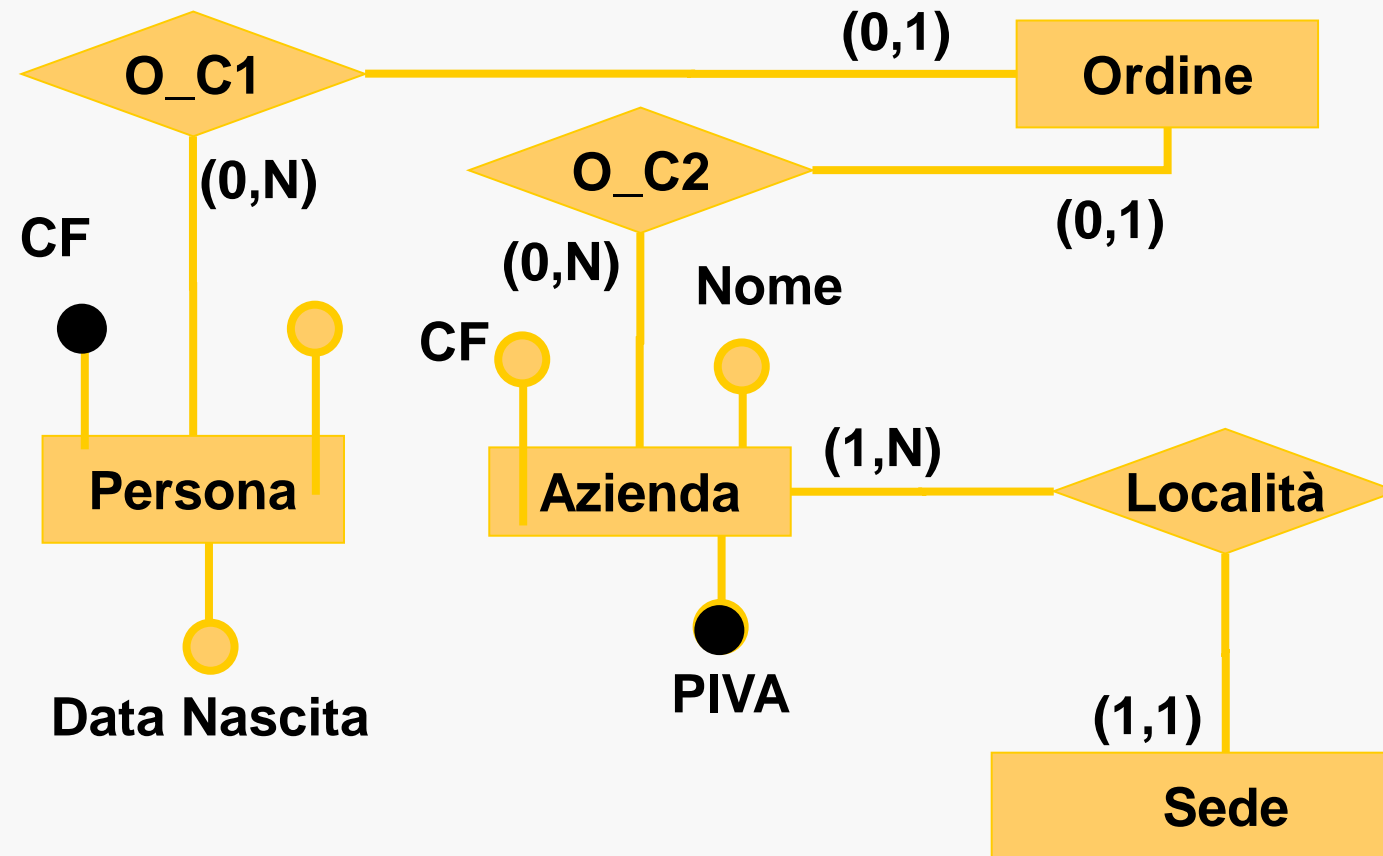 (0,1)
O_C1
Ordine
(0,N)
O_C2
(0,1)
CF
(0,N)
Nome
CF
(1,N)
Persona
Azienda
Località
PIVA
Data Nascita
(1,1)
Sede